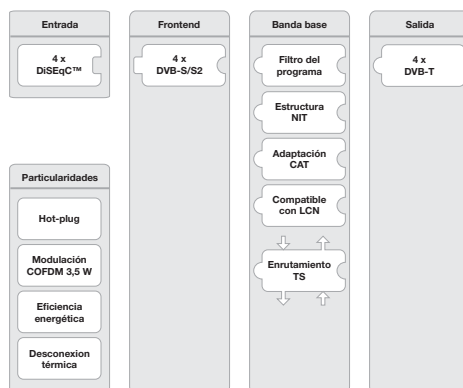 Entrada
4 x
DiSEqC™
Particularidades
Hot-plug
Modulación
COFDM 3,5 W
Eficiencia
energética
Desconexion
térmica
Frontend
4 x
DVB-S/S2
Banda base
Filtro del
programa
Estructura
NIT
Adaptación
CAT
Compatible
con LCN
Enrutamiento
TS
Salida
4 x
DVB-T